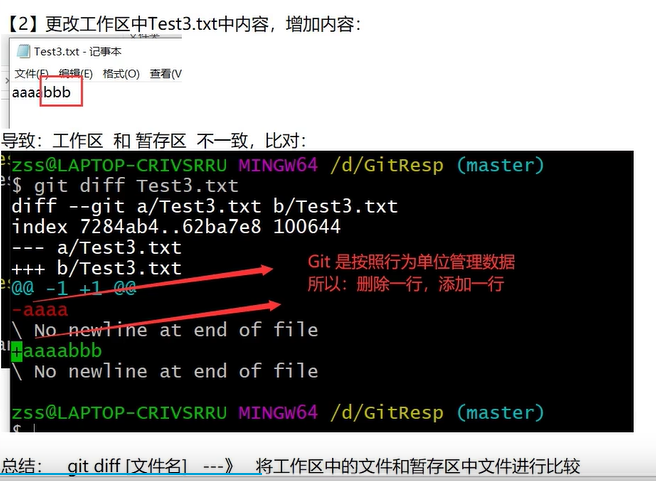 【2】更改工作区中Test3.txt中内容，增加内容：
Test3.txt - 记事本
文件(F) 编辑(E) 格式(O) 查看(V
aaaabbb
导致：工作区 和 暂存区 不一致，比对：
zss@LAPTOP-CRIVSRRU MINGW64 /d/GitResp (master)
$ git diff Test3.txt
diff --git a/Test3.txt b/Test3.txt
index 7284ab4..62ba7e8 100644
--- a/Test3.txt
+++ b/Test3.txt
@@ -1 +1 @@
-aaaa
\ No newline at end of file
+aaaabbb
\ No newline at end of file
Git 是按照行为单位管理数据
所以：删除一行，添加一行
zss@LAPTOP-CRIVSRRU MINGW64 /d/GitResp (master)
$
总结： git diff [文件名] ---》 将工作区中的文件和暂存区中文件进行比较